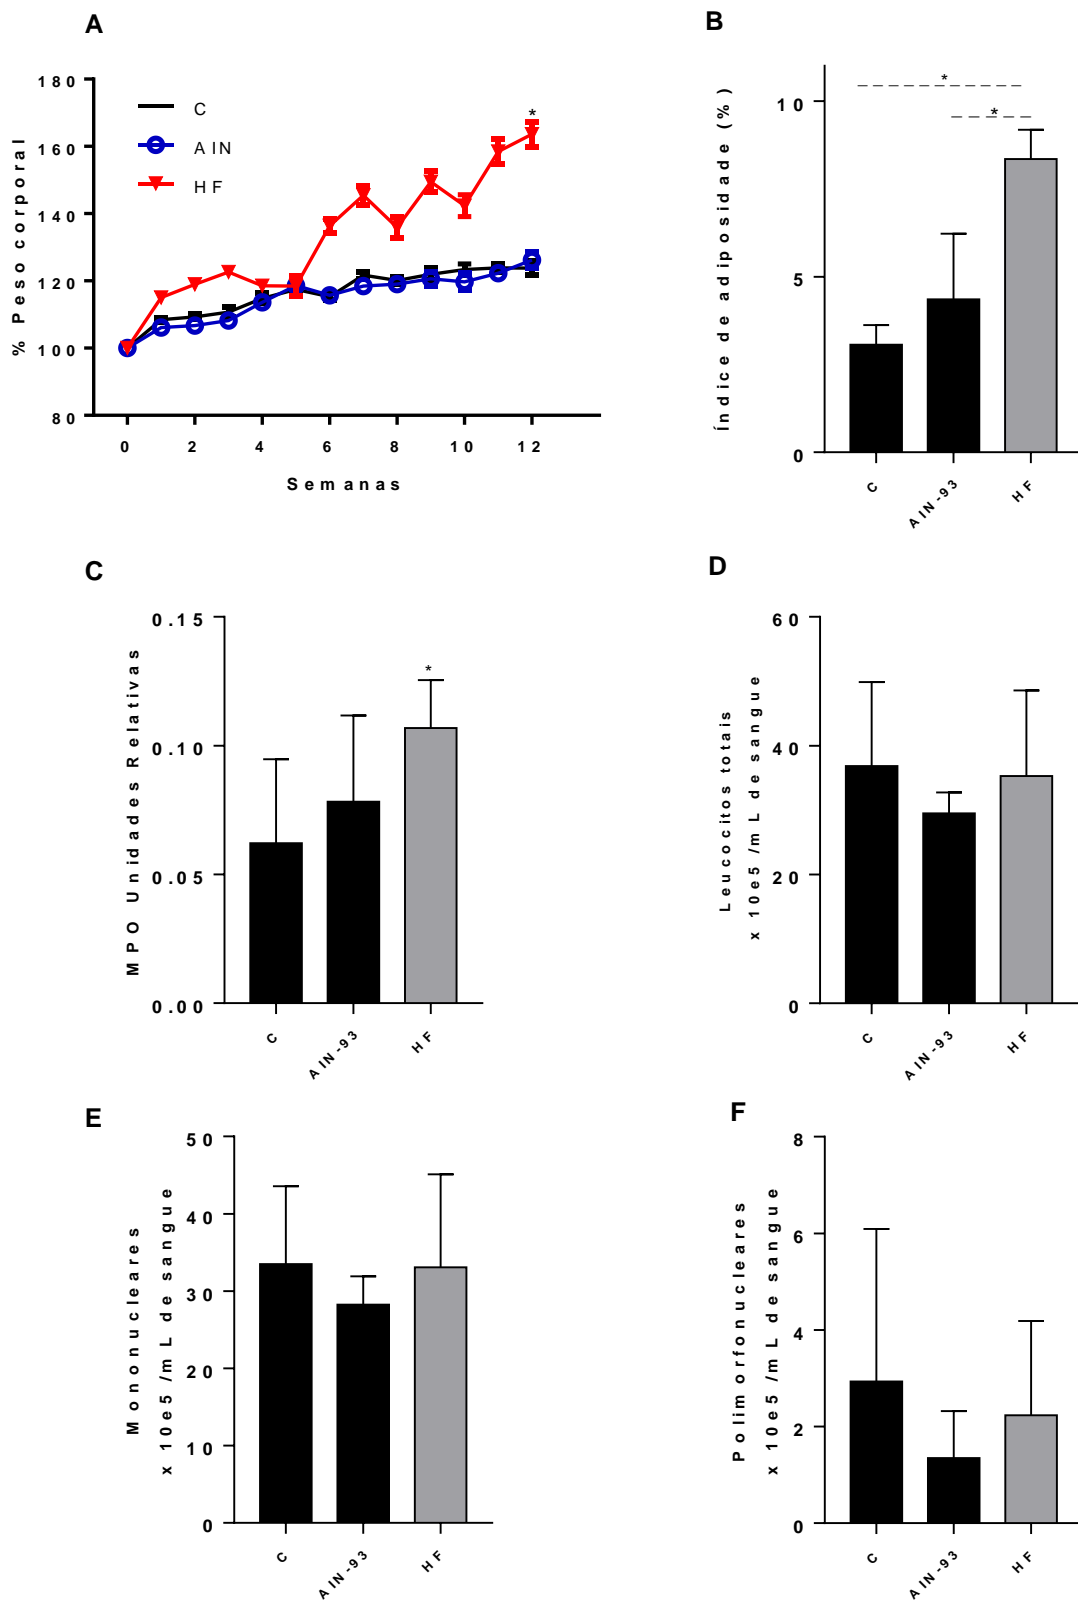 A
% Peso corporal
180
160
140
120
100
80
C
AIN
HF
*
0 2 4 6 8 10 12
Semanas
B
Índice de adiposidade (%)
10
5
0
*
*
C AIN-93 HF
C
MPO Unidades Relativas
0.15
0.10
0.05
0.00
*
C AIN-93 HF
D
Leucocitos totais
x 10e5 /mL de sangue
60
40
20
0
C AIN-93 HF
E
Mononucleares
x 10e5 /mL de sangue
50
40
30
20
10
0
C AIN-93 HF
F
Polimorfonucleares
x 10e5 /mL de sangue
8
6
4
2
0
C AIN-93 HF